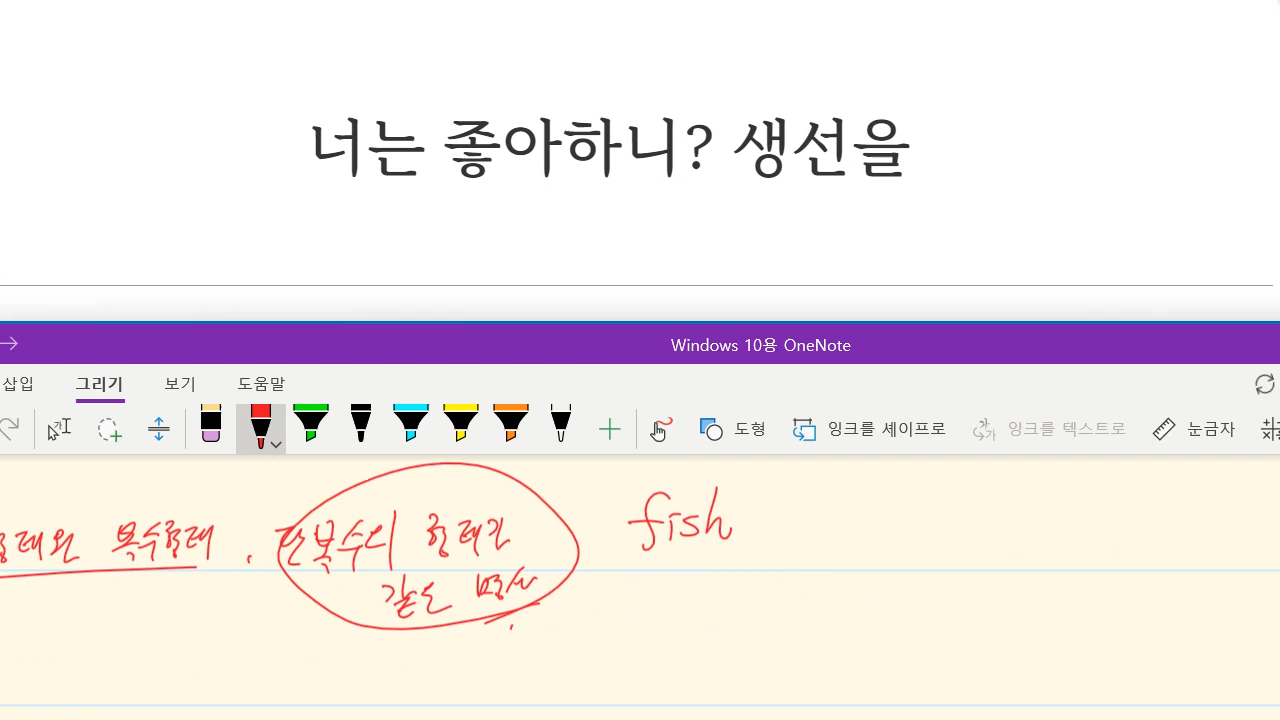 너는 좋아하니? 생선을
Windows 10용 OneNote
삽입 그리기 보기 도움말
도형 잉크를 셰이프로 잉크를 텍스트로 눈금자
복수형태 . 단복수의 형태가 fish
같은 명사